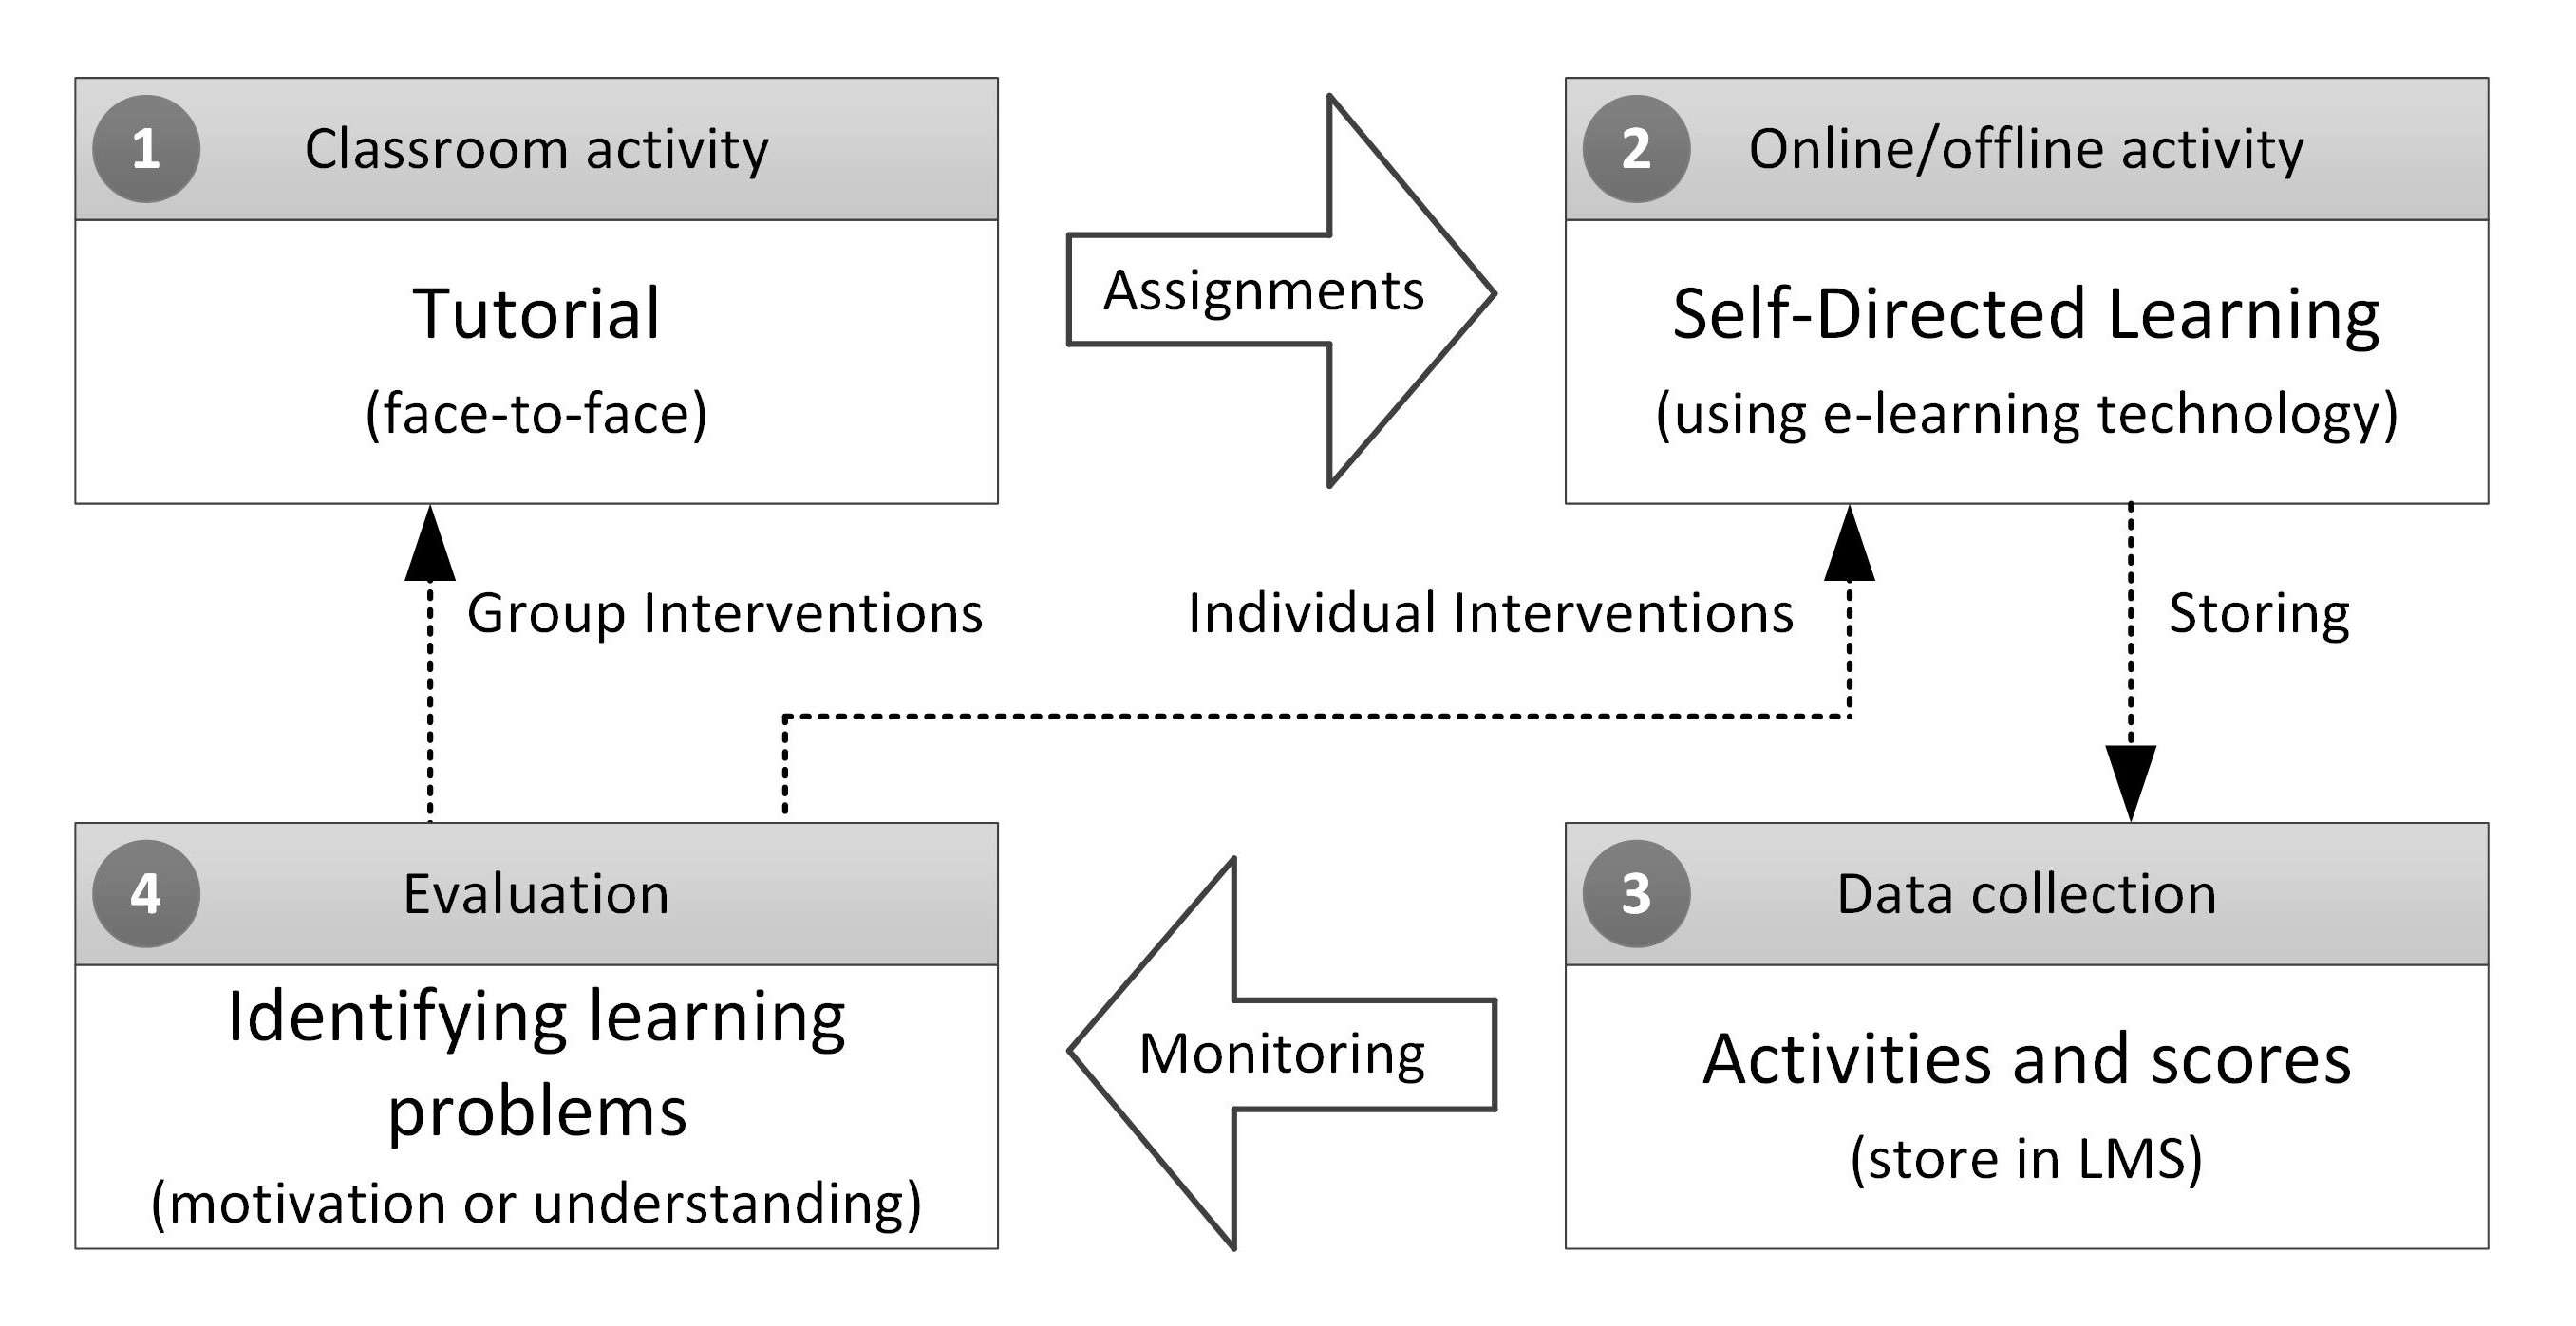 1
Classroom activity
Tutorial
(face-to-face)
Assignments
2
Online/offline activity
Self-Directed Learning
(using e-learning technology)
Group Interventions
Individual Interventions
Storing
4
Evaluation
Identifying learning
problems
(motivation or understanding)
Monitoring
3
Data collection
Activities and scores
(store in LMS)